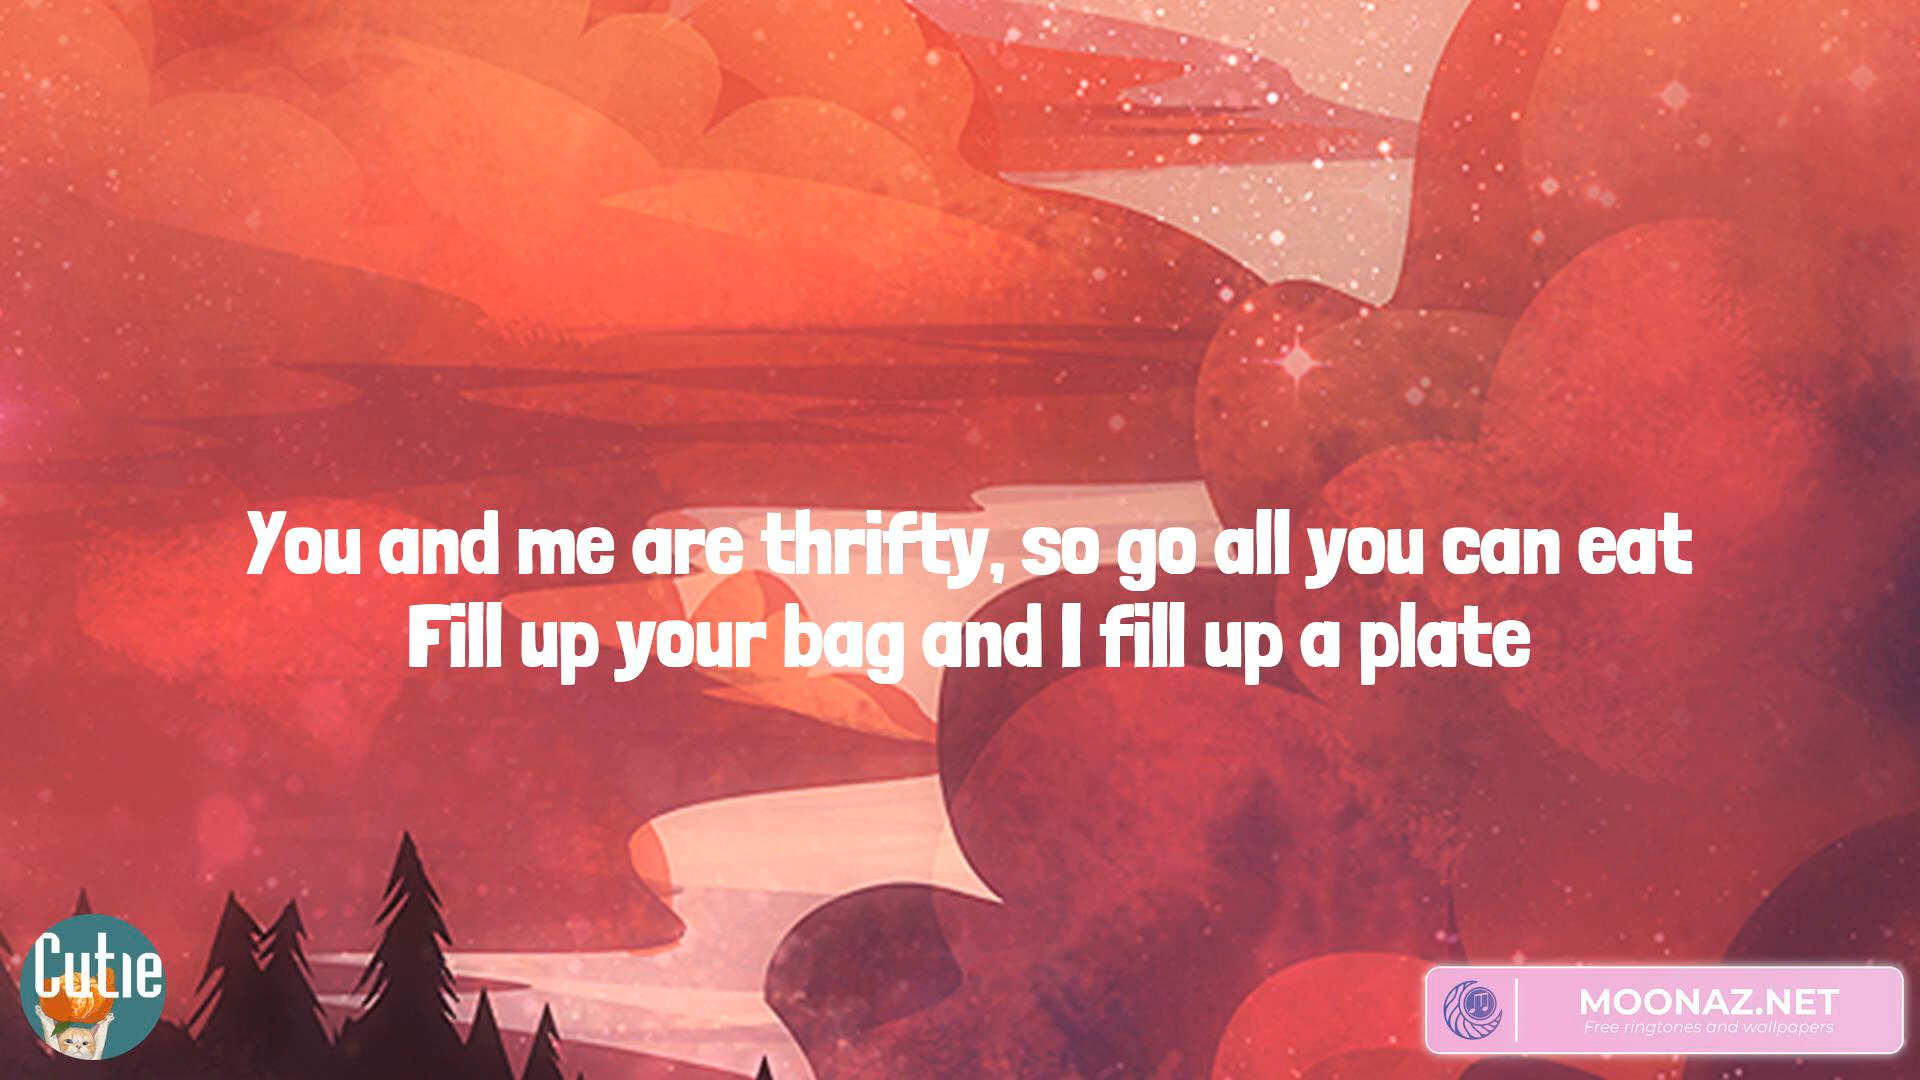 You and me are thrifty, so go all you can eat
Fill up your bag and I fill up a plate
Cutie
MOONAZ.NET
Free ringtones and wallpapers